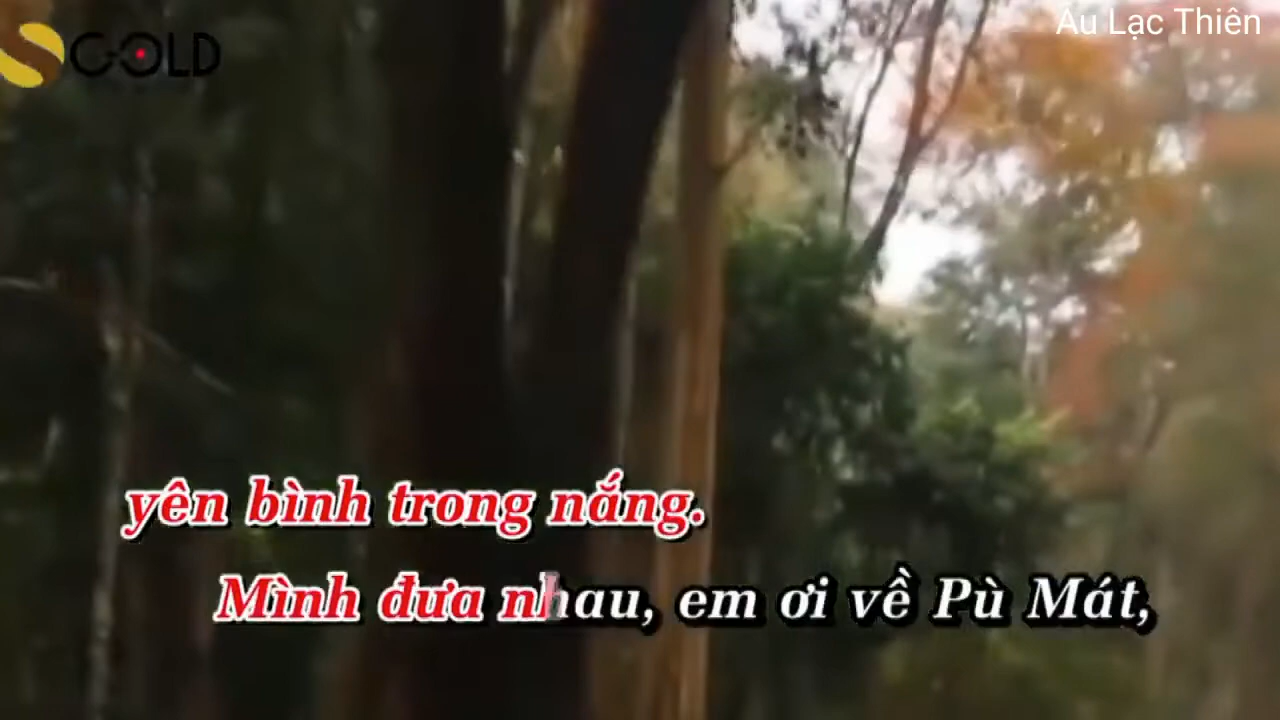 GOLD
Âu Lạc Thiên
yên bình trong nắng.
Mình đưa nhau, em ơi về Pù Mát,